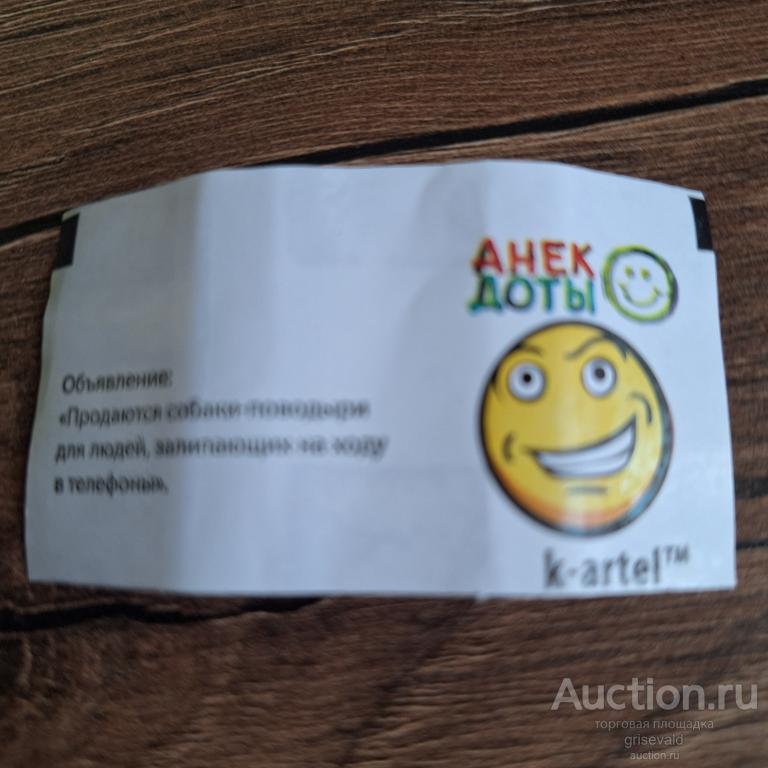 АНЕК
ДОТЫ
Объявление:
«Продаются собаки-поводыри
для людей, залипающих на ходу
в телефоны».
k-artel™
Auction.ru
торговая площадка
grisevald
auction.ru